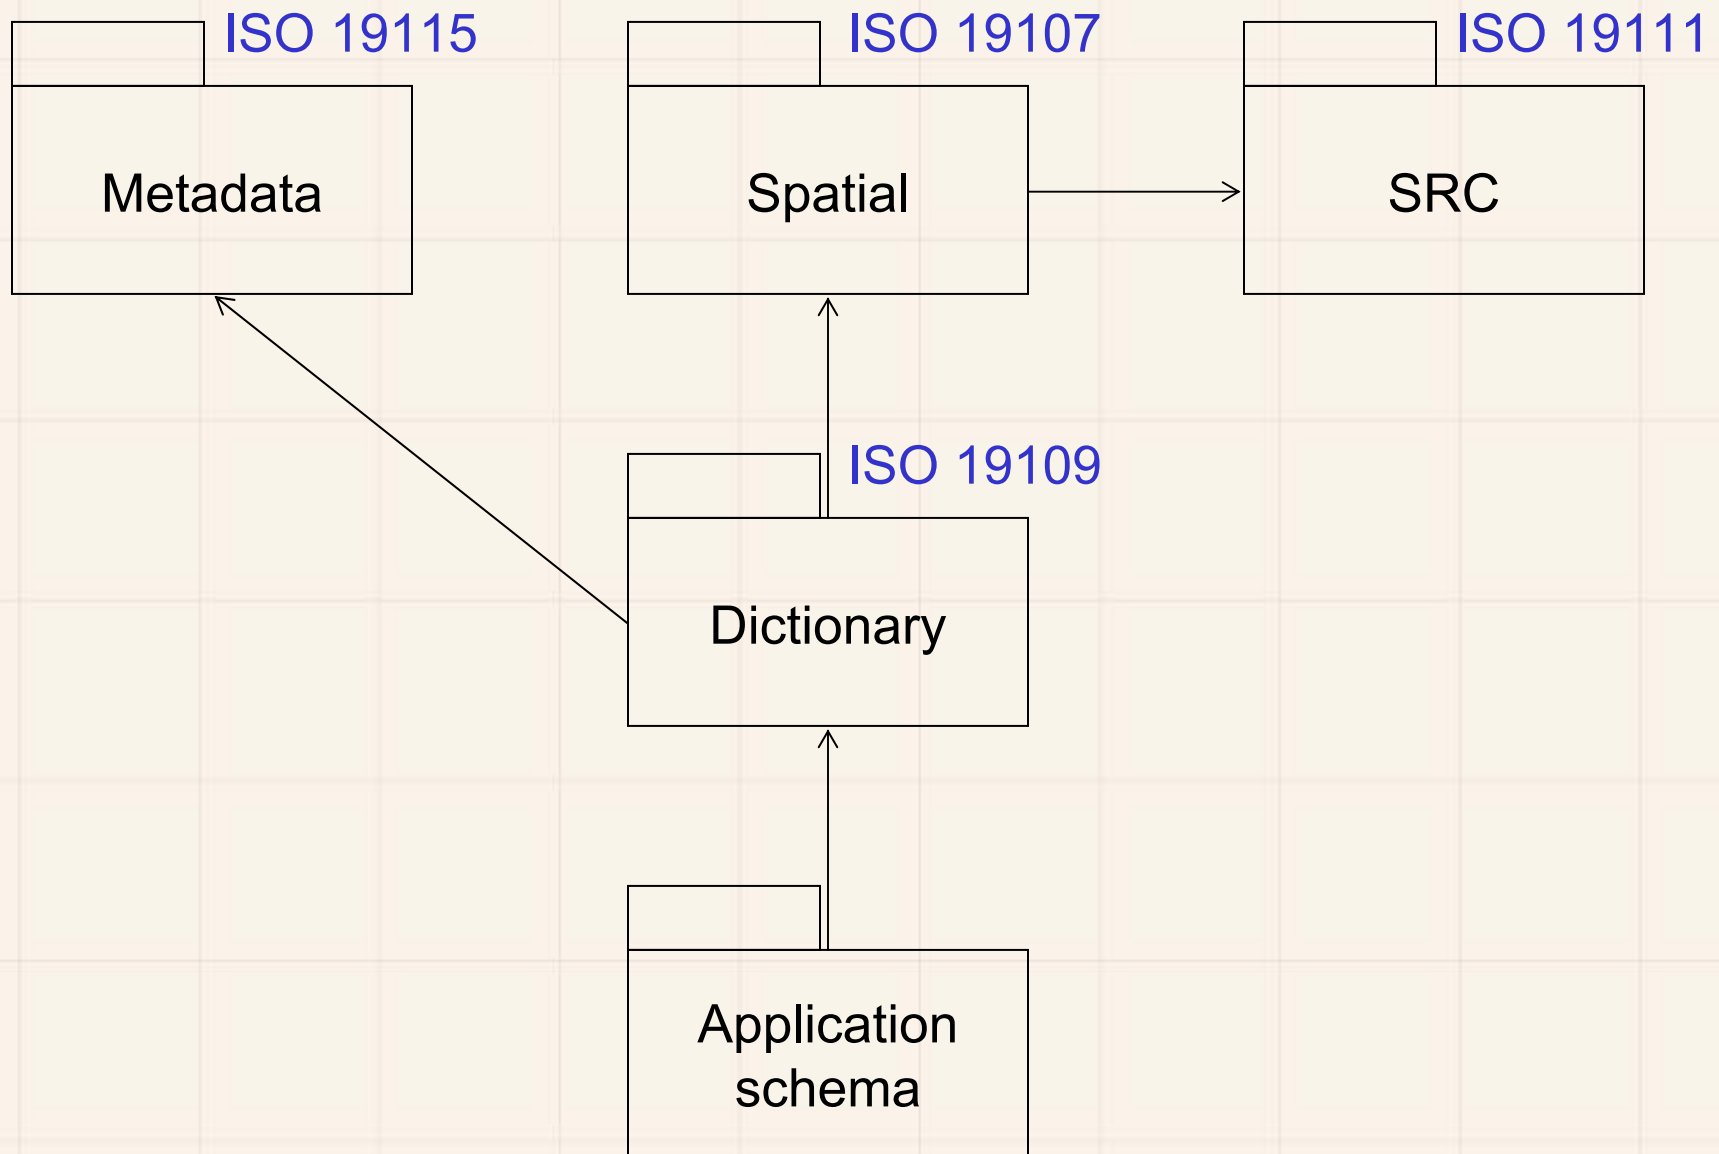 ISO 19115
ISO 19107
ISO 19111
Metadata
Spatial
SRC
ISO 19109
Dictionary
Application
schema